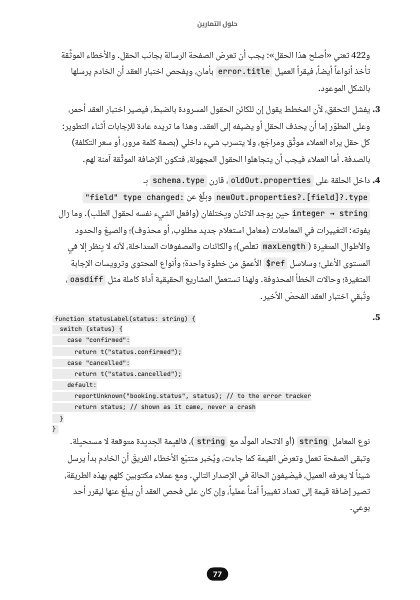 حلول التمارين
و422 تعني «أصلح هذا الحقل»: يجب أن تعرض الصفحة الرسالة بجانب الحقل. والأخطاء الموثّقة
تأخذ أنواعاً أيضاً، فيقرأ العميل error.title بأمان، ويفحص اختبار العقد أن الخادم يرسلها
بالشكل الموعود.
3. يفشل التحقق، لأن المخطط يقول إن للكائن الحقول المسرودة بالضبط، فيصير اختبار العقد أحمر،
وعلى المطوّر إما أن يحذف الحقل أو يضيفه إلى العقد. وهذا ما تريده عادة للإجابات أثناء التطوير:
كل حقل يراه العملاء موثّق ومراجَع، ولا يتسرب شيء داخلي (بصمة كلمة مرور، أو سعر التكلفة)
بالصدفة. أما العملاء فيجب أن يتجاهلوا الحقول المجهولة، فتكون الإضافة الموثّقة آمنة لهم.
4. داخل الحلقة على oldOut.properties، قارن schema.type بـ
newOut.properties?.[field]?.type وبلّغ عن "field" type changed:
integer → string حين يوجد الاثنان ويختلفان (وافعل الشيء نفسه لحقول الطلب). وما زال
يفوته: التغييرات في المعاملات (معامل استعلام جديد مطلوب، أو محذوف)؛ والصيغ والحدود
والأطوال المتغيرة (maxLength تقلّص)؛ والكائنات والمصفوفات المتداخلة، لأنه لا ينظر إلا في
المستوى الأعلى؛ وسلاسل $ref الأعمق من خطوة واحدة؛ وأنواع المحتوى وترويسات الإجابة
المتغيرة؛ وحالات الخطأ المحذوفة. ولهذا تستعمل المشاريع الحقيقية أداة كاملة مثل oasdiff،
وتُبقي اختبار العقد الفحصَ الأخير.
5.
function statusLabel(status: string) {
switch (status) {
case "confirmed":
return t("status.confirmed");
case "cancelled":
return t("status.cancelled");
default:
reportUnknown("booking.status", status); // to the error tracker
return status; // shown as it came, never a crash
}
}
نوع المعامل string (أو الاتحاد المولّد مع string)، فالقيمة الجديدة متوقعة لا مستحيلة.
وتبقى الصفحة تعمل وتعرض القيمة كما جاءت، ويُخبر متتبّع الأخطاء الفريقَ أن الخادم بدأ يرسل
شيئاً لا يعرفه العميل، فيضيفون الحالة في الإصدار التالي. ومع عملاء مكتوبين كلهم بهذه الطريقة،
تصير إضافة قيمة إلى تعداد تغييراً آمناً عملياً، وإن كان على فحص العقد أن يبلّغ عنها ليقرر أحد
بوعي.
77